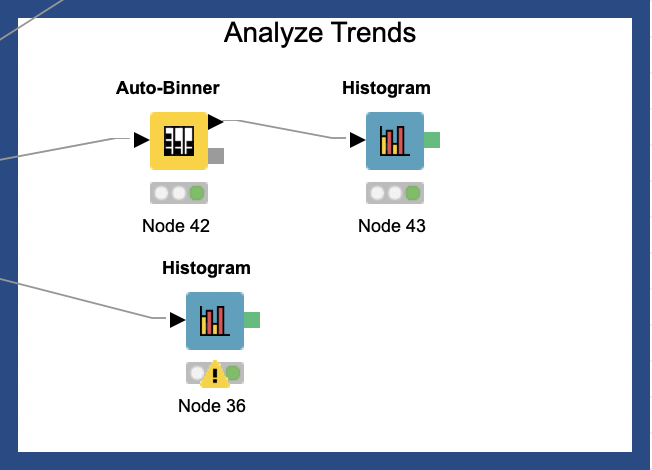 Analyze Trends
Auto-Binner
Histogram
Node 42
Node 43
Histogram
Node 36